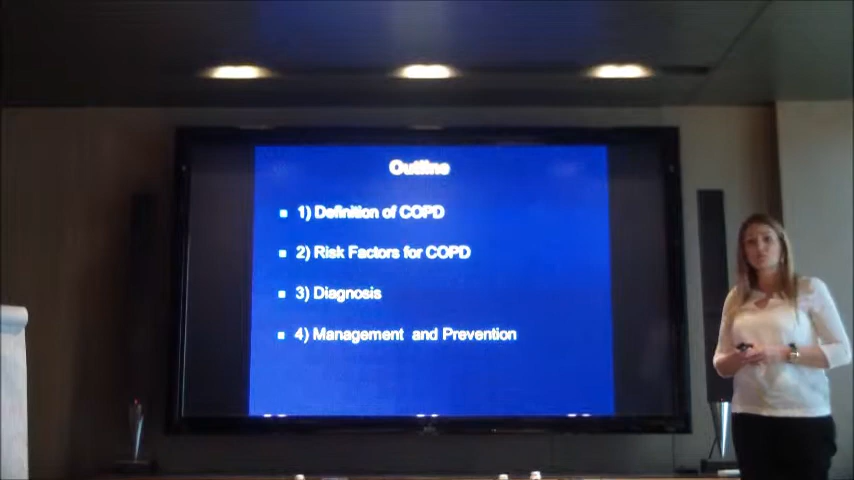 Outline
1) Definition of COPD
2) Risk Factors for COPD
3) Diagnosis
4) Management and Prevention